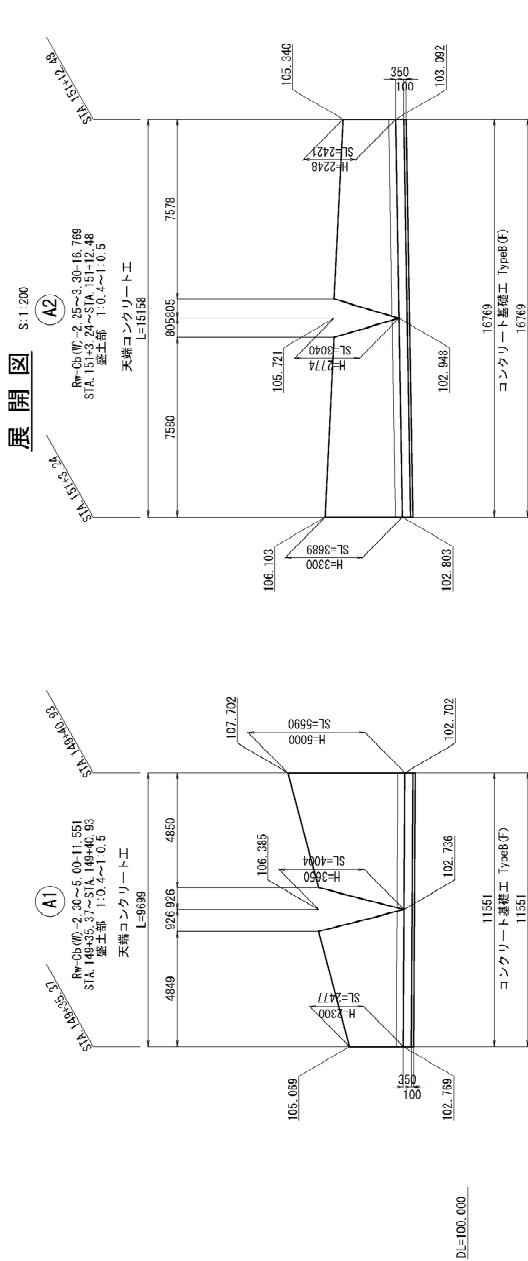 展開図 S:1:200
A1
Rw-Cb(W)-2.30~5.00-11.551
STA.149+35.37~STA.149+40.93
盛土部 1:0.4~1:0.5
天端コンクリート工
L=9699
STA.149+35.37
STA.149+40.93
4849
926
926
4850
105.069
106.385
107.702
H=2300
SL=2477
H=3650
SL=4004
H=5000
SL=5590
350
100
102.769
102.736
102.702
11551
コンクリート基礎工 TypeB(F)
11551
DL=100.000
A2
Rw-Cb(W)-2.25~3.30-16.769
STA.151+3.24~STA.151+12.48
盛土部 1:0.4~1:0.5
天端コンクリート工
L=15158
STA.151+3.24
STA.151+12.48
7580
805
805
7578
106.103
105.721
105.340
H=3300
SL=3689
H=2774
SL=3040
H=2248
SL=2421
350
100
102.803
102.948
103.092
16769
コンクリート基礎工 TypeB(F)
16769